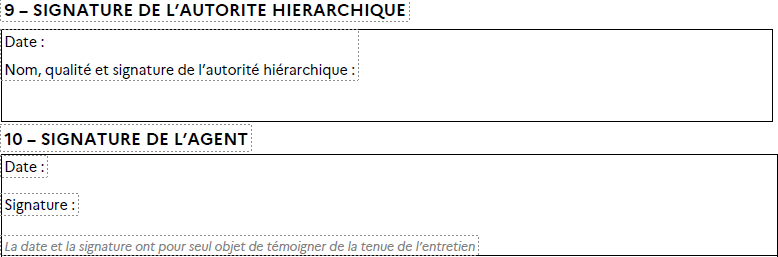 9 – SIGNATURE DE L’AUTORITE HIERARCHIQUE
Date :
Nom, qualité et signature de l’autorité hiérarchique :
10 – SIGNATURE DE L’AGENT
Date :
Signature :
La date et la signature ont pour seul objet de témoigner de la tenue de l’entretien